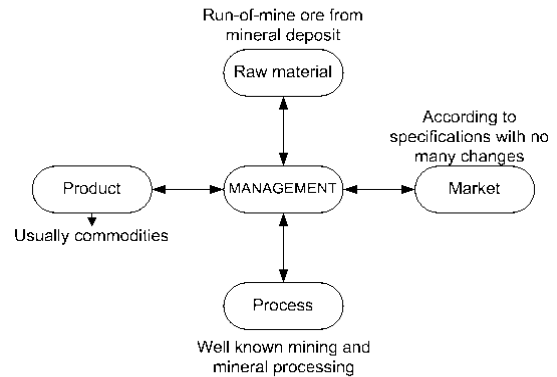 Run-of-mine ore from
mineral deposit
Raw material
According to
specifications with no
many changes
Product
MANAGEMENT
Market
Usually commodities
Process
Well known mining and
mineral processing